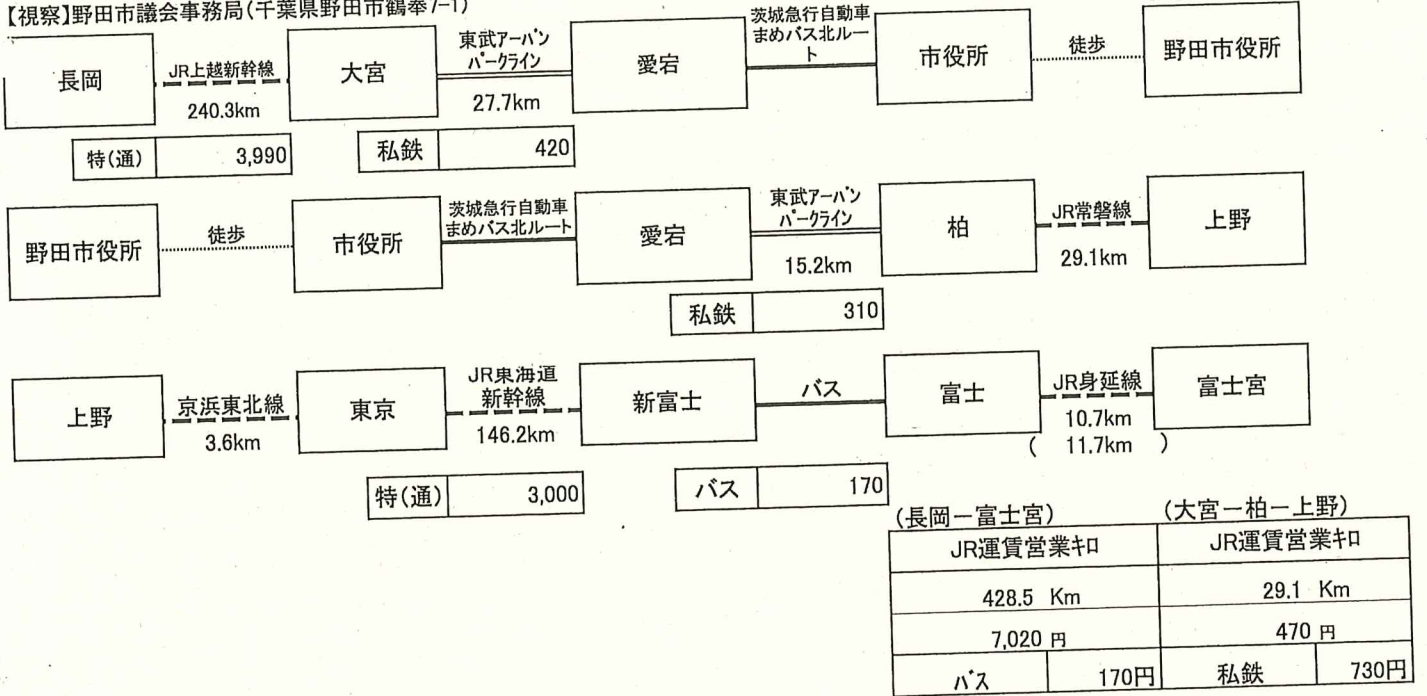 【視察】野田市議会事務局(千葉県野田市鶴奉7-1)
長岡
JR上越新幹線
240.3km
大宮
東武アーバン
パークライン
27.7km
愛宕
茨城急行自動車
まめバス北ルー
ト
市役所
徒歩
野田市役所
特(通)
3,990
私鉄
420
野田市役所
徒歩
市役所
茨城急行自動車
まめバス北ルート
愛宕
東武アーバン
パークライン
15.2km
柏
JR常磐線
29.1km
上野
私鉄
310
上野
京浜東北線
3.6km
東京
JR東海道
新幹線
146.2km
新富士
バス
富士
JR身延線
10.7km
( 11.7km )
富士宮
特(通)
3,000
バス
170
(長岡-富士宮)
(大宮-柏-上野)
JR運賃営業キロ
JR運賃営業キロ
428.5 Km
29.1 Km
7,020 円
470 円
バス
170円
私鉄
730円